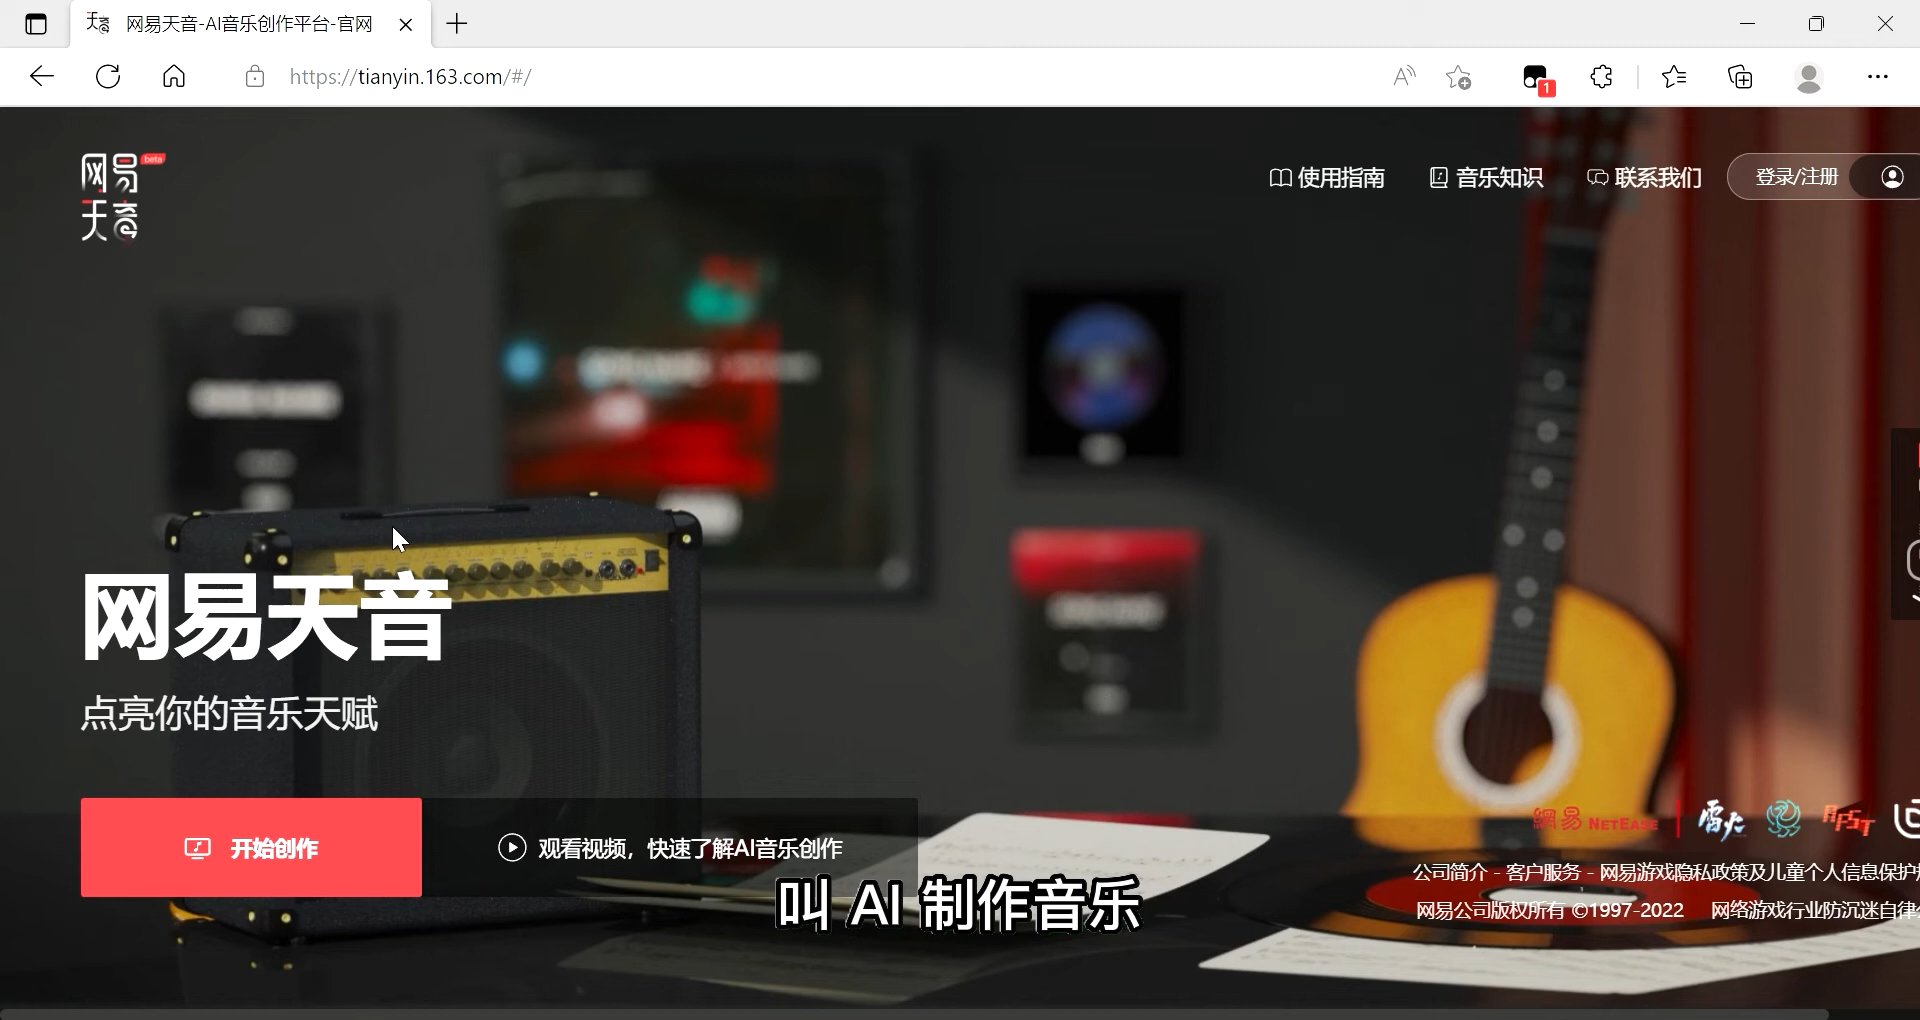 网易天音-AI音乐创作平台-官网
https://tianyin.163.com/#/
1
网易 beta
天音
使用指南
音乐知识
联系我们
登录/注册
网易天音
点亮你的音乐天赋
开始创作
观看视频，快速了解AI音乐创作
網易 NETEASE 雷火
公司简介 - 客户服务 - 网易游戏隐私政策及儿童个人信息保护
网易公司版权所有 ©1997-2022 网络游戏行业防沉迷自律
叫 AI 制作音乐